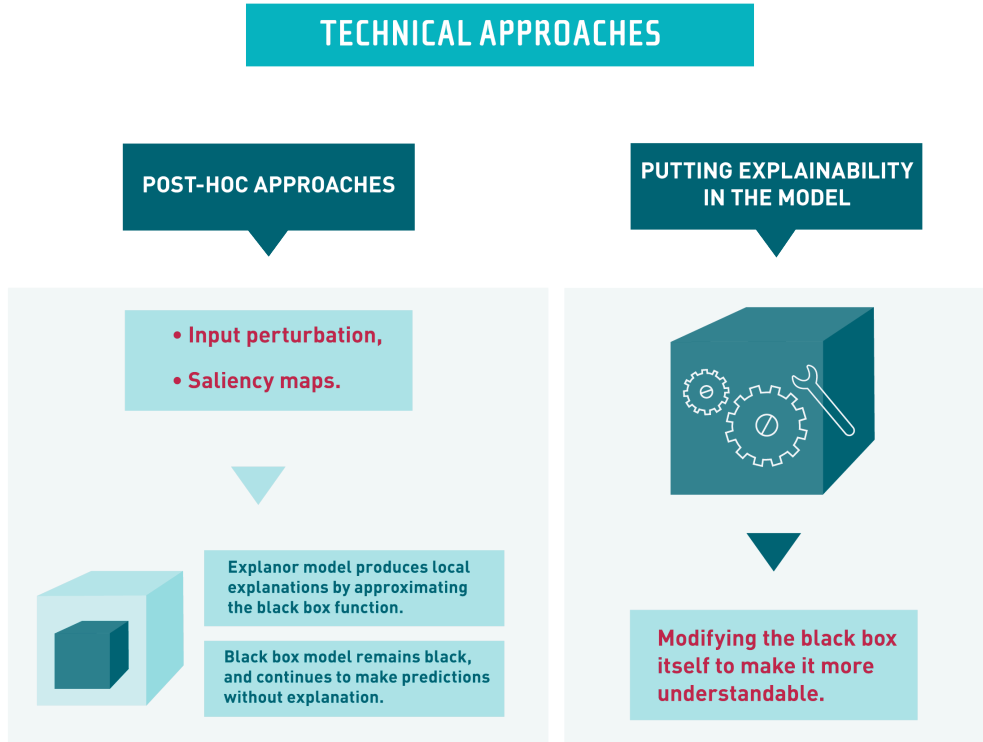 TECHNICAL APPROACHES
POST-HOC APPROACHES
• Input perturbation,
• Saliency maps.
Explanor model produces local
explanations by approximating
the black box function.
Black box model remains black,
and continues to make predictions
without explanation.
PUTTING EXPLAINABILITY
IN THE MODEL
Modifying the black box
itself to make it more
understandable.